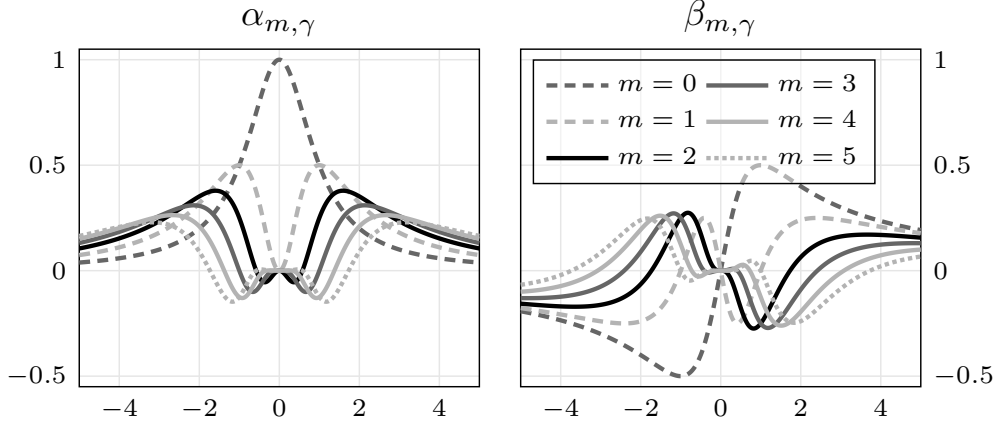 α_{m,γ} β_{m,γ}
1 1
m = 0 m = 3
m = 1 m = 4
m = 2 m = 5
0.5 0.5
0 0
−0.5 −0.5
−4 −2 0 2 4 −4 −2 0 2 4